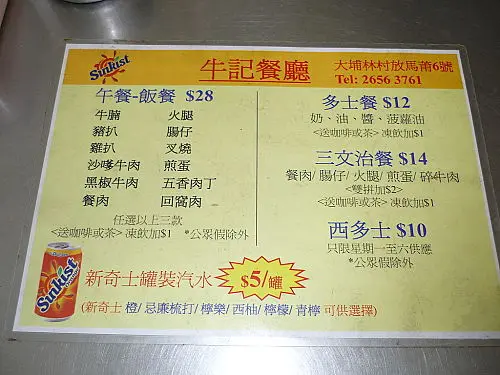 Sunkist
牛記餐廳
大埔林村放馬莆6號
Tel: 2656 3761
午餐-飯餐 $28
牛腩 火腿
豬扒 腸仔
雞扒 叉燒
沙嗲牛肉 煎蛋
黑椒牛肉 五香肉丁
餐肉 回窩肉
任選以上三款
<送咖啡或茶> 凍飲加$1 *公眾假除外
多士餐 $12
奶、油、醬、菠蘿油
<送咖啡或茶> 凍飲加$1
三文治餐 $14
餐肉/ 腸仔/ 火腿/ 煎蛋/ 碎牛肉
<雙拼加$2>
<送咖啡或茶> 凍飲加$1
西多士 $10
只限星期一至六供應
*公眾假除外
Sunkist
新奇士罐裝汽水
$5/罐
(新奇士 橙/ 忌廉梳打/ 檸樂/ 西柚/ 檸檬/ 青檸 可供選擇)